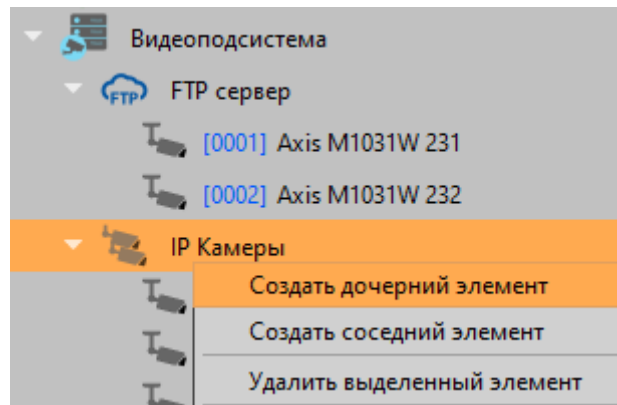 Видеоподсистема
FTP FTP сервер
[0001] Axis M1031W 231
[0002] Axis M1031W 232
IP Камеры
Создать дочерний элемент
Создать соседний элемент
Удалить выделенный элемент